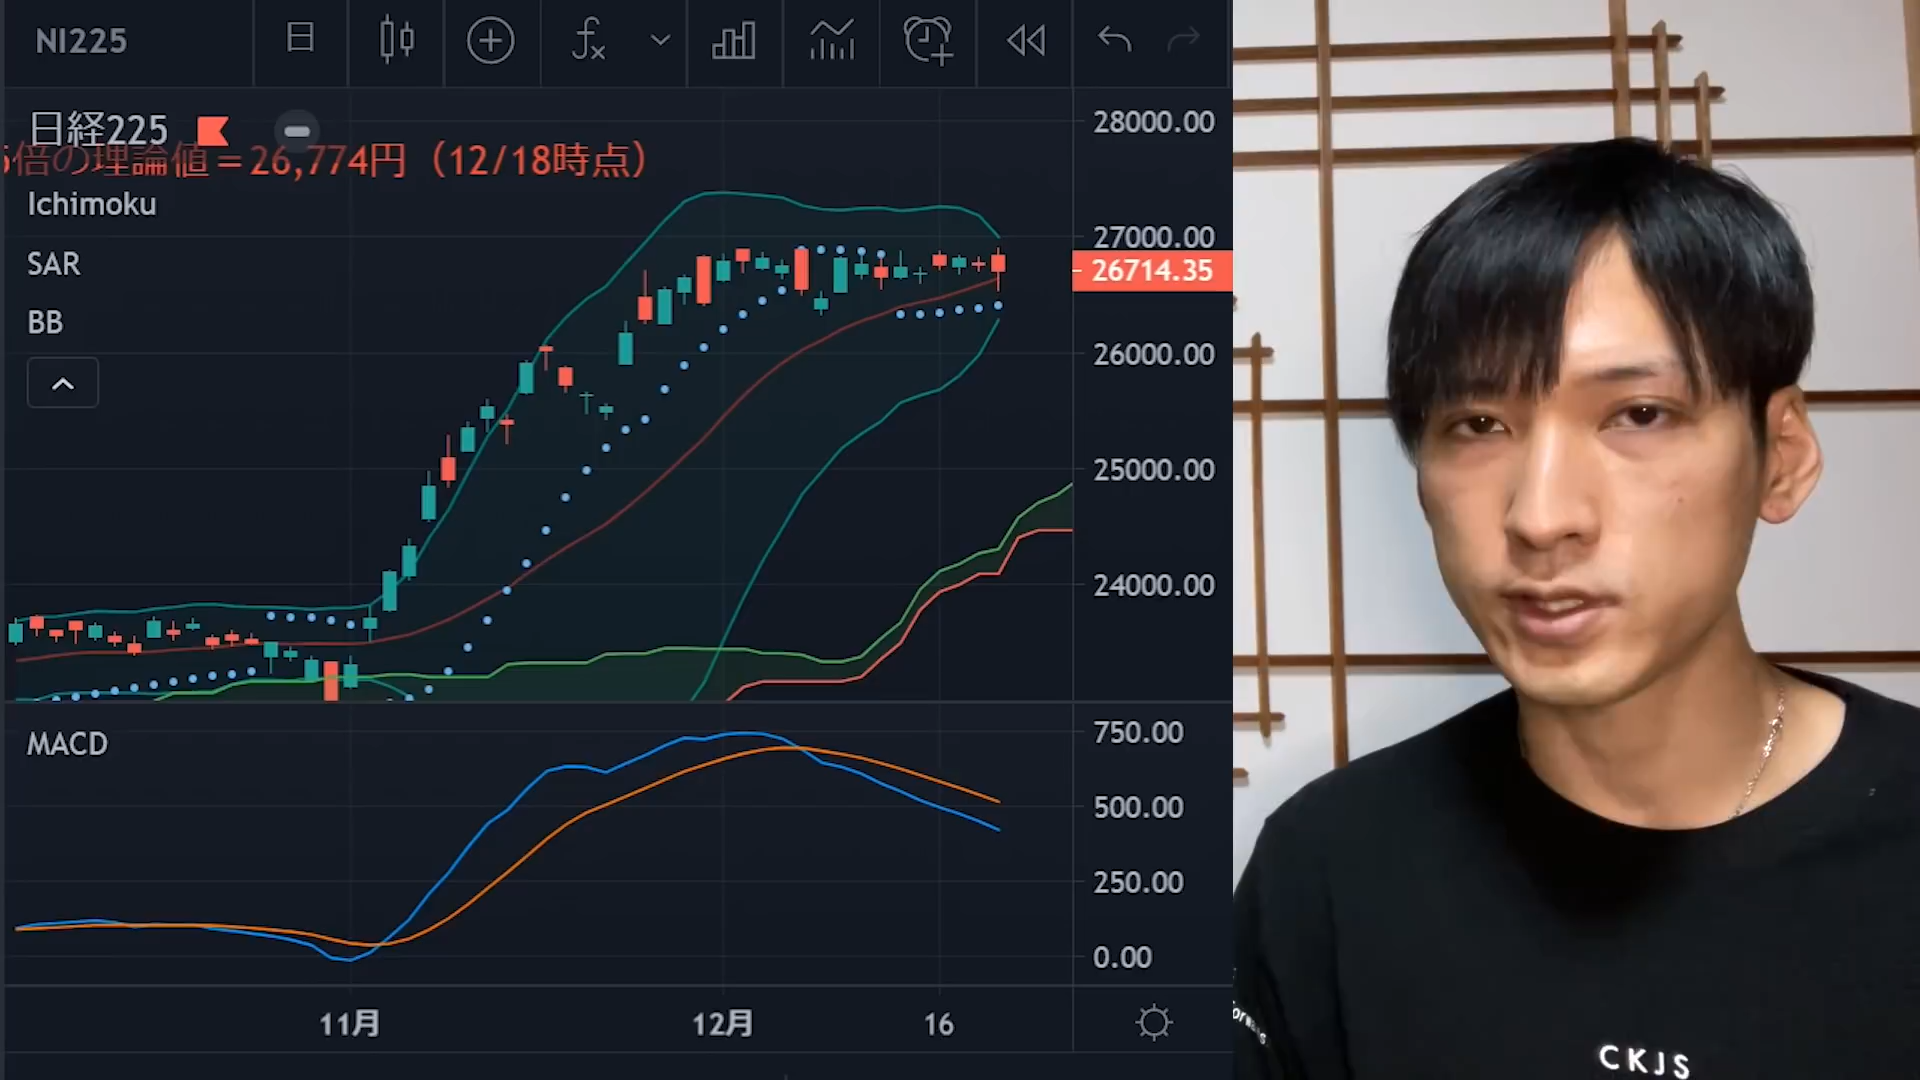 NI225
日
日経225
倍の理論値＝26,774円（12/18時点）
Ichimoku
SAR
BB
28000.00
27000.00
26714.35
26000.00
25000.00
24000.00
MACD
750.00
500.00
250.00
0.00
11月
12月
16
CKJS